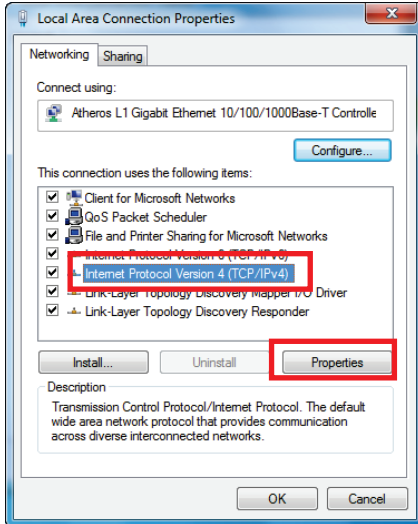 Local Area Connection Properties
Networking
Sharing
Connect using:
Atheros L1 Gigabit Ethernet 10/100/1000Base-T Controlle
Configure...
This connection uses the following items:
Client for Microsoft Networks
QoS Packet Scheduler
File and Printer Sharing for Microsoft Networks
Internet Protocol Version 6 (TCP/IPv6)
Internet Protocol Version 4 (TCP/IPv4)
Link-Layer Topology Discovery Mapper I/O Driver
Link-Layer Topology Discovery Responder
Install...
Uninstall
Properties
Description
Transmission Control Protocol/Internet Protocol. The default
wide area network protocol that provides communication
across diverse interconnected networks.
OK
Cancel